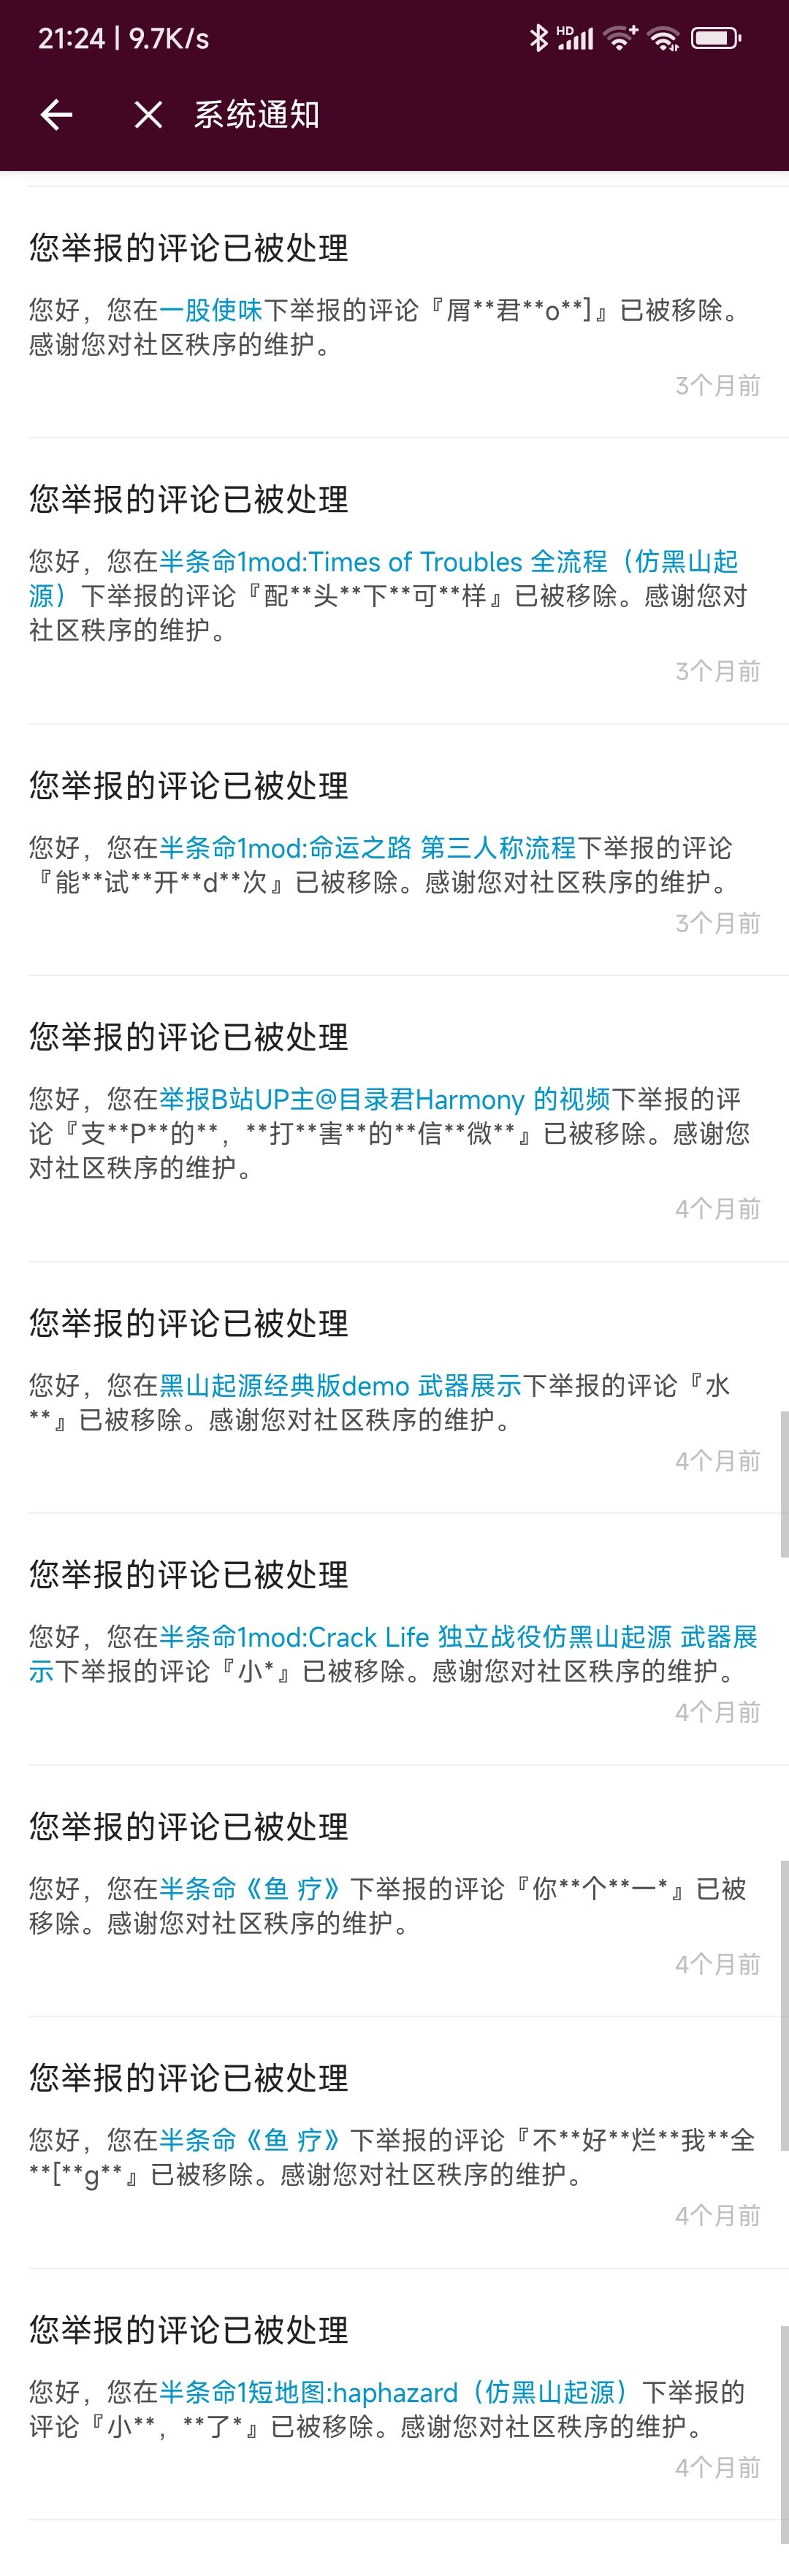 21:24 | 9.7K/s
HD
系统通知
您举报的评论已被处理
您好，您在一股使味下举报的评论『屑**君**o**]』已被移除。
感谢您对社区秩序的维护。
3个月前
您举报的评论已被处理
您好，您在半条命1mod:Times of Troubles 全流程（仿黑山起
源）下举报的评论『配**头**下**可**样』已被移除。感谢您对
社区秩序的维护。
3个月前
您举报的评论已被处理
您好，您在半条命1mod:命运之路 第三人称流程下举报的评论
『能**试**开**d**次』已被移除。感谢您对社区秩序的维护。
3个月前
您举报的评论已被处理
您好，您在举报B站UP主@目录君Harmony 的视频下举报的评
论『支**P**的**，**打**害**的**信**微**』已被移除。感谢您
对社区秩序的维护。
4个月前
您举报的评论已被处理
您好，您在黑山起源经典版demo 武器展示下举报的评论『水
**』已被移除。感谢您对社区秩序的维护。
4个月前
您举报的评论已被处理
您好，您在半条命1mod:Crack Life 独立战役仿黑山起源 武器展
示下举报的评论『小*』已被移除。感谢您对社区秩序的维护。
4个月前
您举报的评论已被处理
您好，您在半条命《鱼 疗》下举报的评论『你**个**一*』已被
移除。感谢您对社区秩序的维护。
4个月前
您举报的评论已被处理
您好，您在半条命《鱼 疗》下举报的评论『不**好**烂**我**全
**[**g**』已被移除。感谢您对社区秩序的维护。
4个月前
您举报的评论已被处理
您好，您在半条命1短地图:haphazard（仿黑山起源）下举报的
评论『小**，**了*』已被移除。感谢您对社区秩序的维护。
4个月前